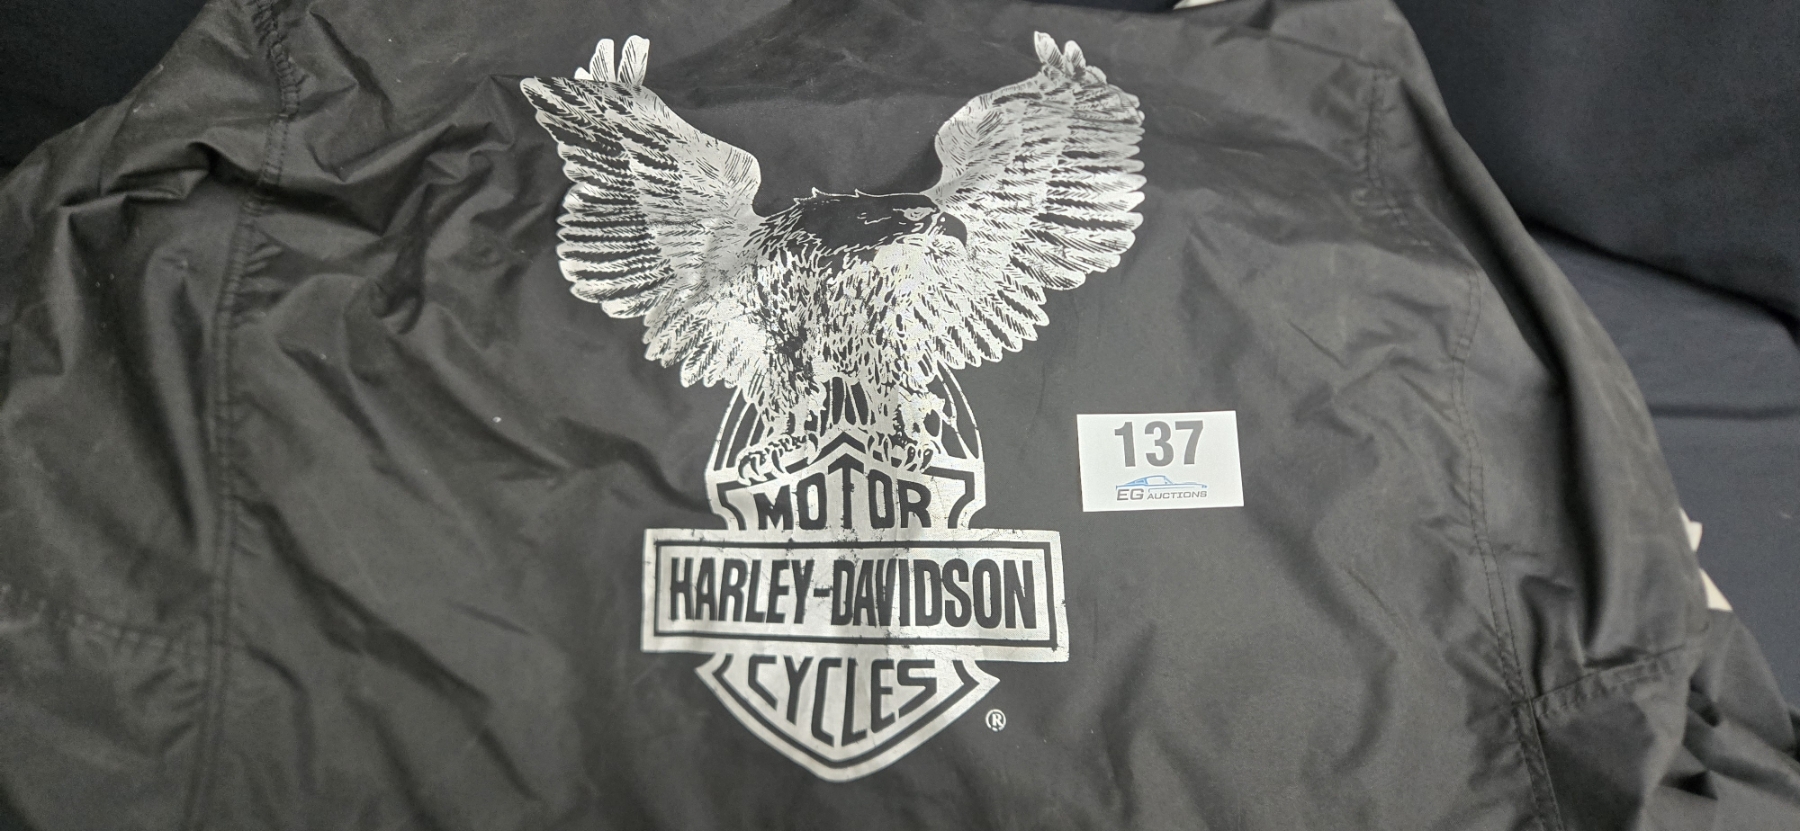 MOTOR
HARLEY-DAVIDSON
CYCLES
®
137
EG AUCTIONS